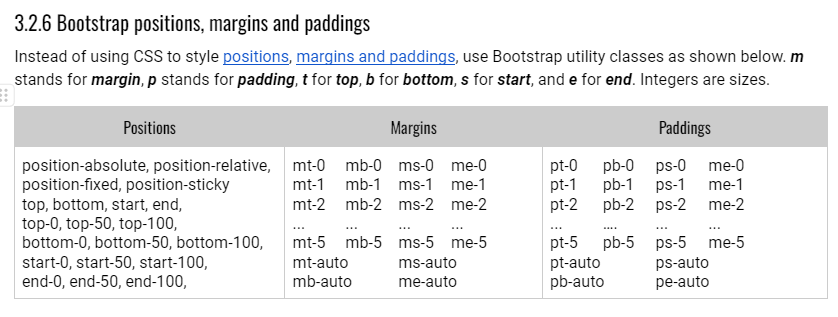 3.2.6 Bootstrap positions, margins and paddings
Instead of using CSS to style positions, margins and paddings, use Bootstrap utility classes as shown below. m
stands for margin, p stands for padding, t for top, b for bottom, s for start, and e for end. Integers are sizes.
Positions Margins Paddings
position-absolute, position-relative, mt-0 mb-0 ms-0 me-0 pt-0 pb-0 ps-0 me-0
position-fixed, position-sticky mt-1 mb-1 ms-1 me-1 pt-1 pb-1 ps-1 me-1
top, bottom, start, end, mt-2 mb-2 ms-2 me-2 pt-2 pb-2 ps-2 me-2
top-0, top-50, top-100, ... ... ... ... ... .... ... ...
bottom-0, bottom-50, bottom-100, mt-5 mb-5 ms-5 me-5 pt-5 pb-5 ps-5 me-5
start-0, start-50, start-100, mt-auto ms-auto pt-auto ps-auto
end-0, end-50, end-100, mb-auto me-auto pb-auto pe-auto